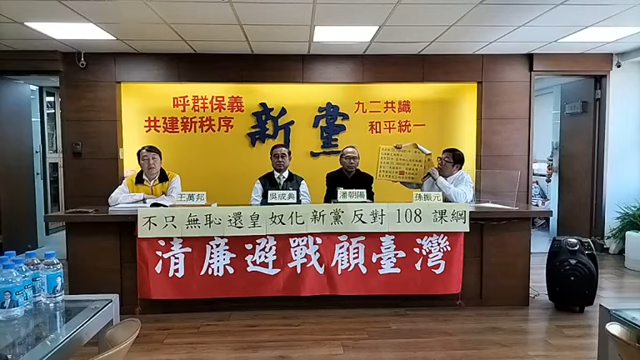 呼群保義
共建新秩序
新黨
九二共識
和平統一
王萬邦
吳成典
潘朝陽
孫振元
不只無恥還皇奴化新黨反對108課綱
清廉避戰顧臺灣